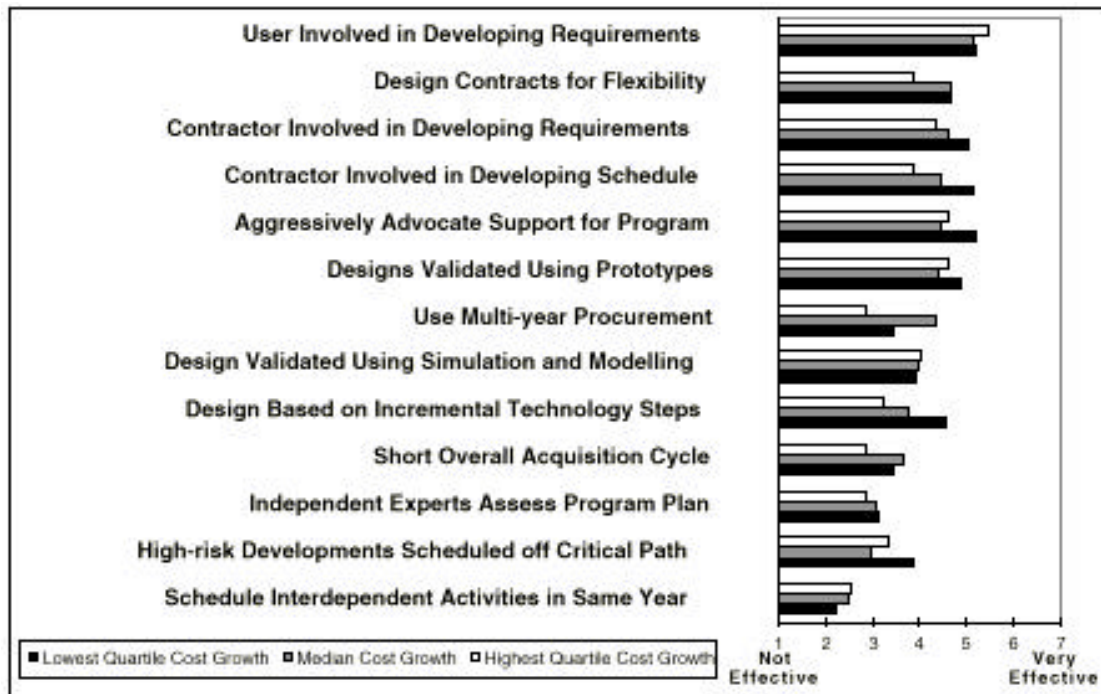 User Involved in Developing Requirements
Design Contracts for Flexibility
Contractor Involved in Developing Requirements
Contractor Involved in Developing Schedule
Aggressively Advocate Support for Program
Designs Validated Using Prototypes
Use Multi-year Procurement
Design Validated Using Simulation and Modelling
Design Based on Incremental Technology Steps
Short Overall Acquisition Cycle
Independent Experts Assess Program Plan
High-risk Developments Scheduled off Critical Path
Schedule Interdependent Activities in Same Year
1 2 3 4 5 6 7
Not Effective
Very Effective
Lowest Quartile Cost Growth Median Cost Growth Highest Quartile Cost Growth